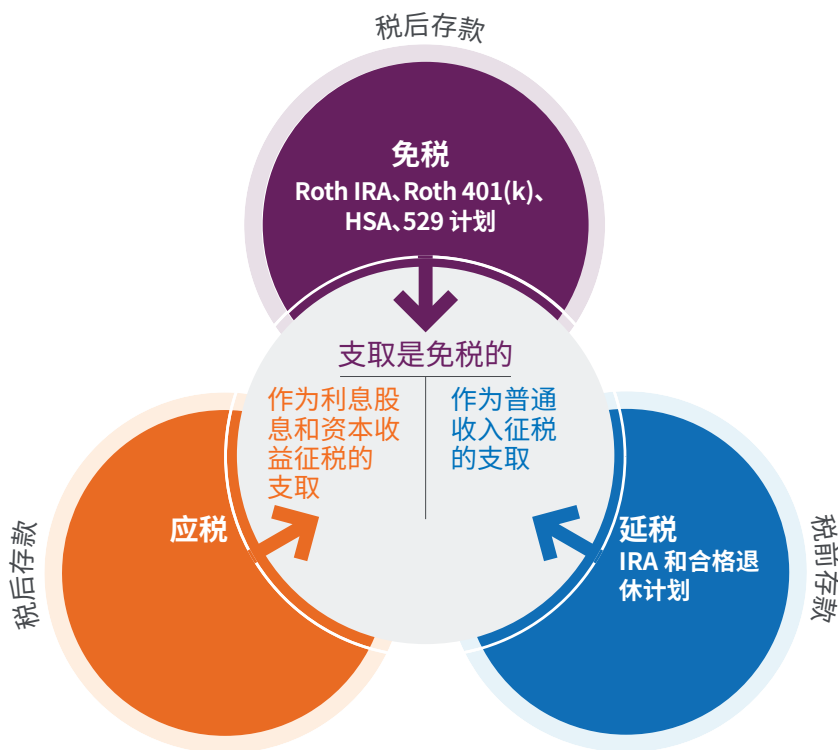 税后存款
免税
Roth IRA、Roth 401(k)、
HSA、529 计划
支取是免税的
作为利息股
息和资本收
益征税的
支取
作为普通
收入征税
的支取
应税
税后存款
延税
IRA 和合格退
休计划
税前存款